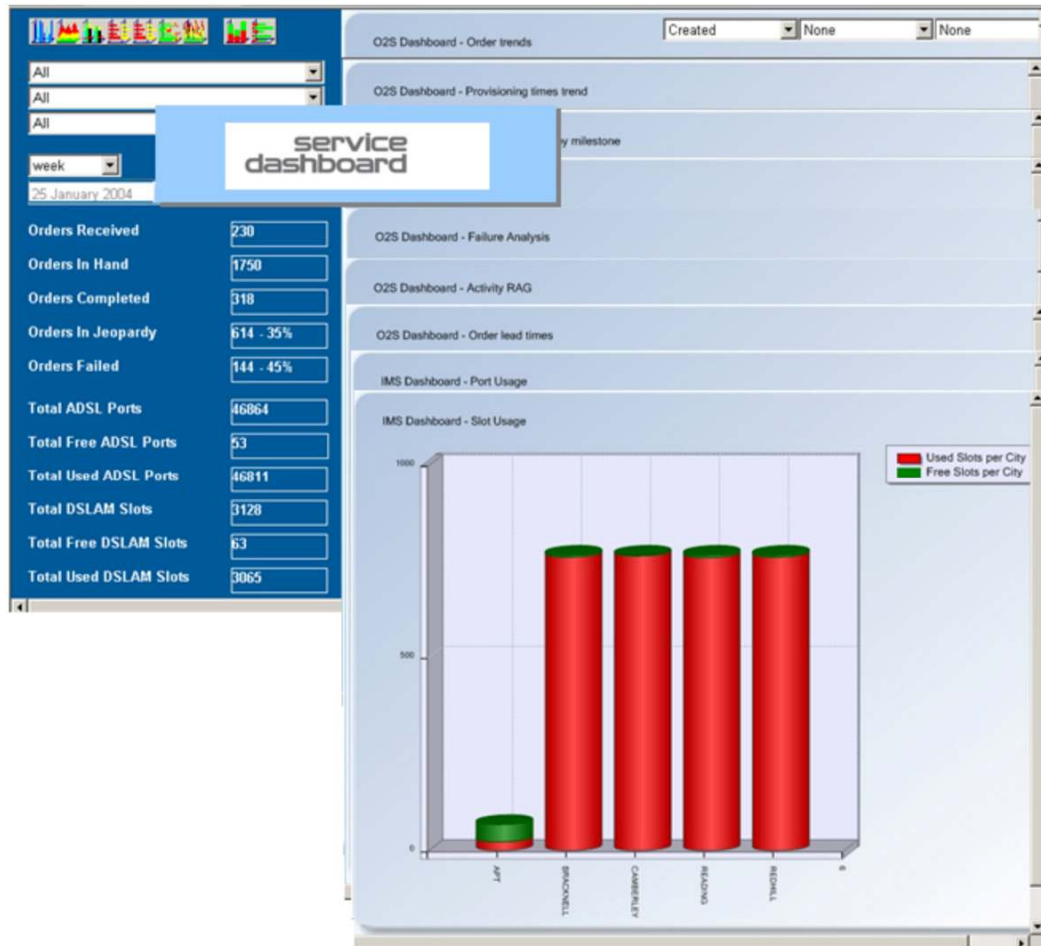 O2S Dashboard - Order trends
Created
None
None
All
All
All
O2S Dashboard - Provisioning times trend
service
dashboard
y milestone
week
25 January 2004
Orders Received 230
Orders In Hand 1750
Orders Completed 318
Orders In Jeopardy 614 - 35%
Orders Failed 144 - 45%
Total ADSL Ports 46864
Total Free ADSL Ports 53
Total Used ADSL Ports 46811
Total DSLAM Slots 3128
Total Free DSLAM Slots 63
Total Used DSLAM Slots 3065
O2S Dashboard - Failure Analysis
O2S Dashboard - Activity RAG
O2S Dashboard - Order lead times
IMS Dashboard - Port Usage
IMS Dashboard - Slot Usage
Used Slots per City
Free Slots per City
1000
500
0
APT
BRACKNELL
CAMBERLEY
READING
REDHILL
6